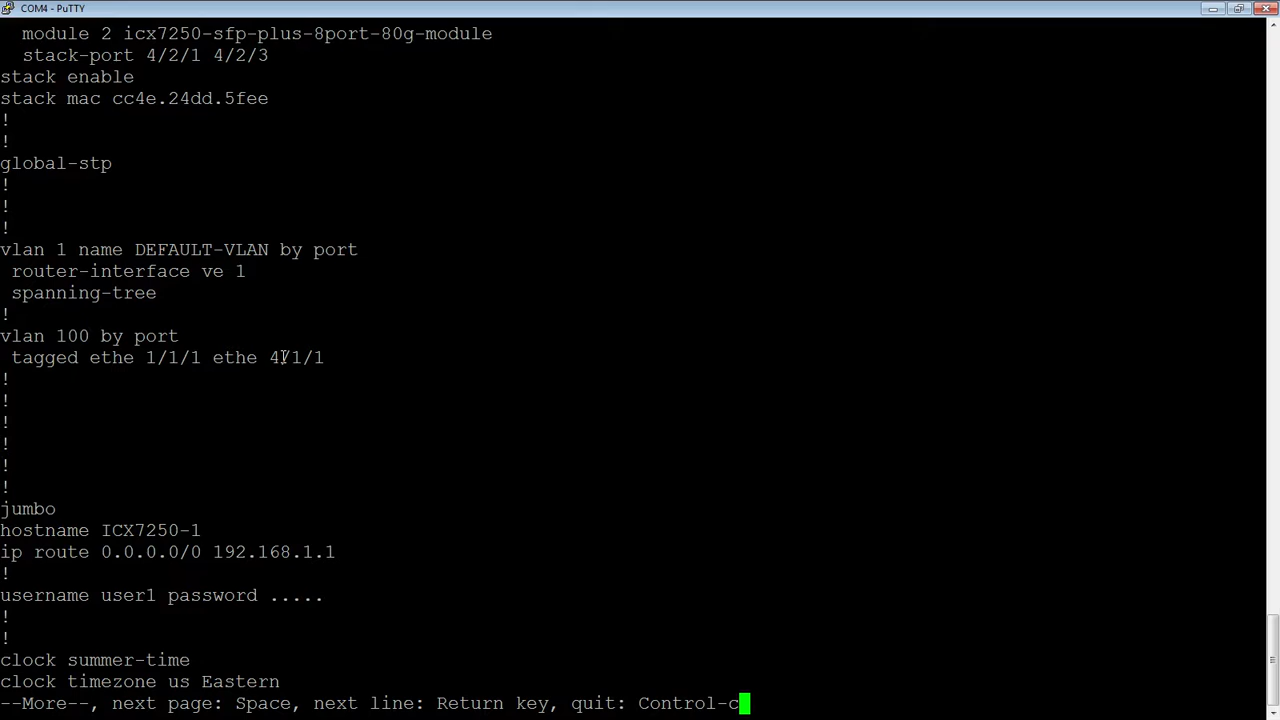 COM4 - PuTTY
module 2 icx7250-sfp-plus-8port-80g-module
stack-port 4/2/1 4/2/3
stack enable
stack mac cc4e.24dd.5fee
!
!
global-stp
!
!
!
vlan 1 name DEFAULT-VLAN by port
router-interface ve 1
spanning-tree
!
vlan 100 by port
tagged ethe 1/1/1 ethe 4/1/1
!
!
!
!
!
!
jumbo
hostname ICX7250-1
ip route 0.0.0.0/0 192.168.1.1
!
username user1 password .....
!
!
clock summer-time
clock timezone us Eastern
--More--, next page: Space, next line: Return key, quit: Control-c